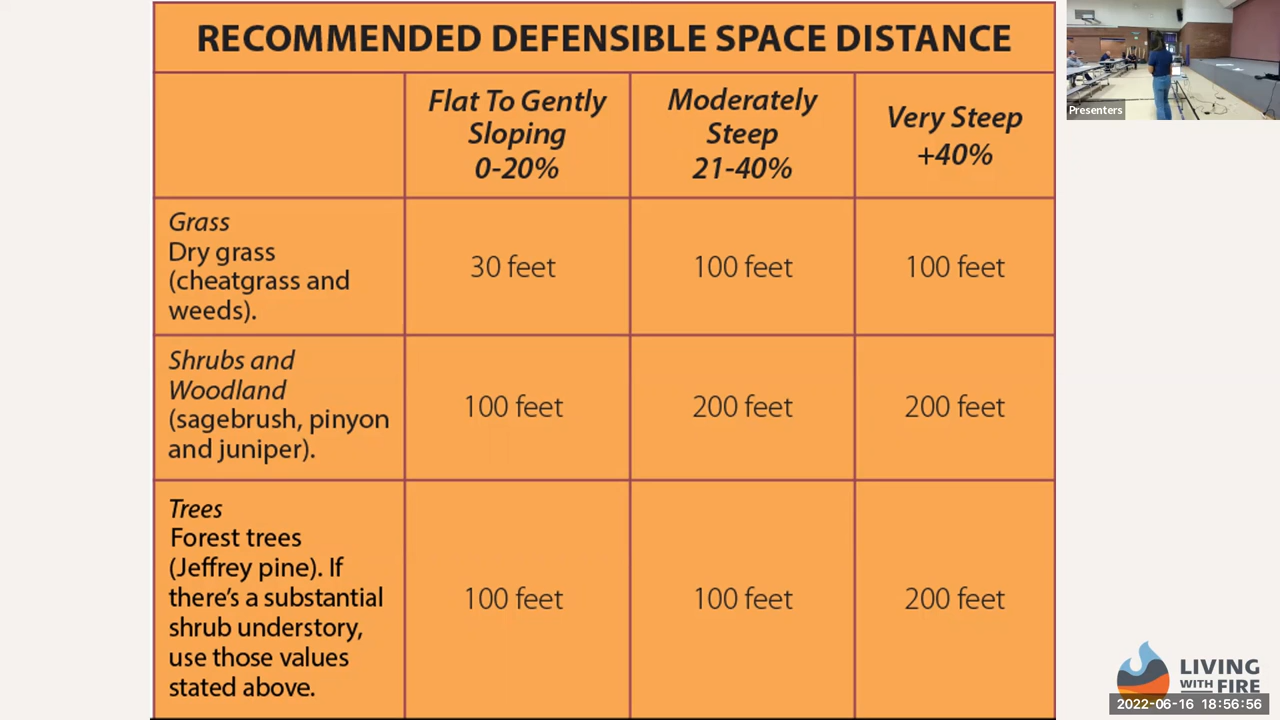 RECOMMENDED DEFENSIBLE SPACE DISTANCE
Flat To Gently
Sloping
0-20%
Moderately
Steep
21-40%
Very Steep
+40%
Grass
Dry grass
(cheatgrass and
weeds).
30 feet
100 feet
100 feet
Shrubs and
Woodland
(sagebrush, pinyon
and juniper).
100 feet
200 feet
200 feet
Trees
Forest trees
(Jeffrey pine). If
there's a substantial
shrub understory,
use those values
stated above.
100 feet
100 feet
200 feet
Presenters
LIVING
WITH FIRE
2022-06-16 18:56:56